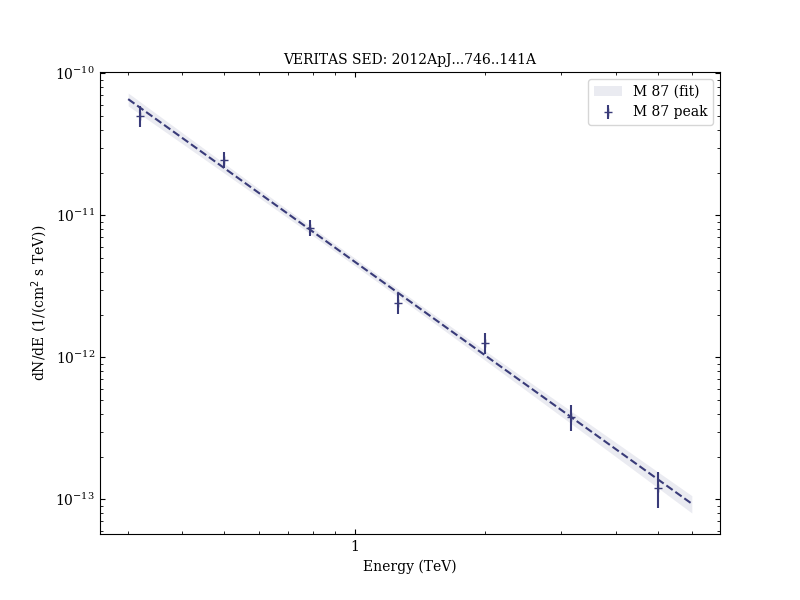 VERITAS SED: 2012ApJ...746..141A
M 87 (fit)
M 87 peak
10⁻¹⁰
10⁻¹¹
10⁻¹²
10⁻¹³
dN/dE (1/(cm² s TeV))
1
Energy (TeV)